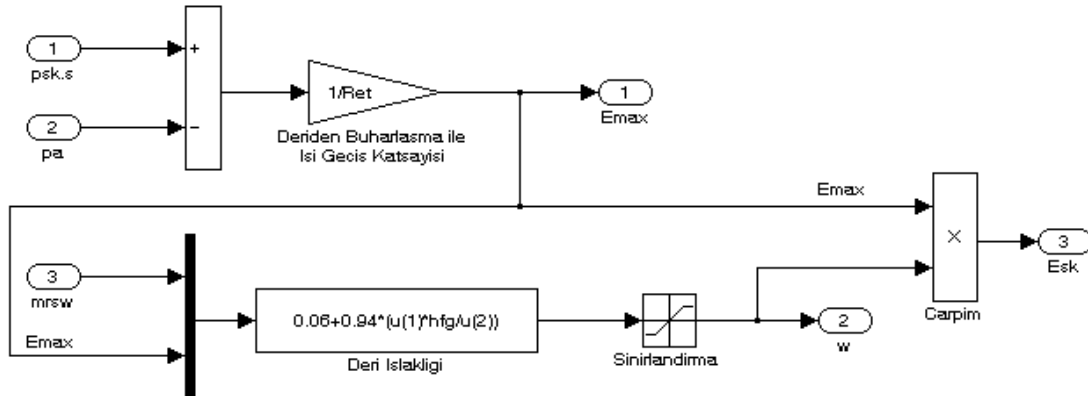 1
psk.s
+
2
pa
−
1/Ret
Deriden Buharlasma ile
Isi Gecis Katsayisi
1
Emax
Emax
3
mrsw
Emax
0.06+0.94*(u(1)*hfg/u(2))
Deri Islakligi
Sinirlandirma
2
w
×
Carpim
3
Esk